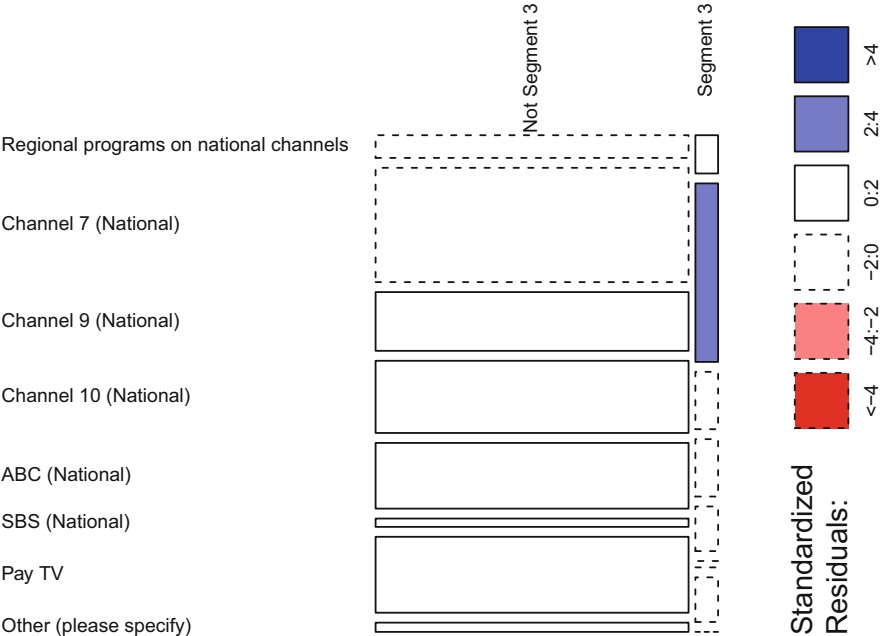 Not Segment 3
Segment 3
Regional programs on national channels
Channel 7 (National)
Channel 9 (National)
Channel 10 (National)
ABC (National)
SBS (National)
Pay TV
Other (please specify)
Standardized
Residuals:
<−4
−4:−2
−2:0
0:2
2:4
>4